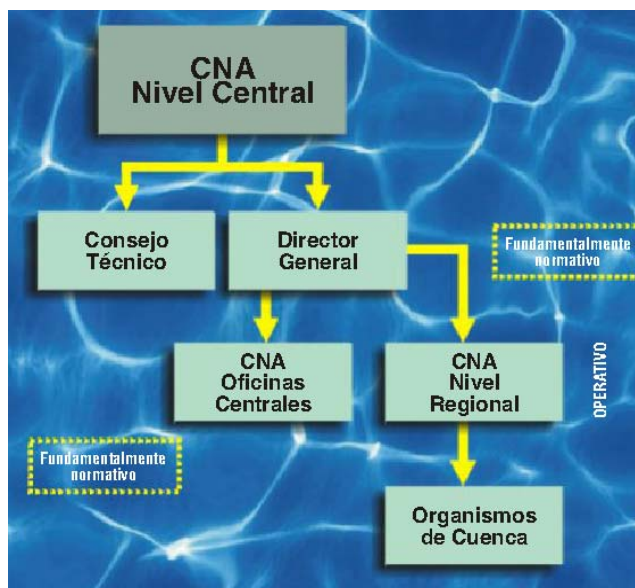 CNA
Nivel Central
Consejo
Técnico
Director
General
Fundamentalmente
normativo
CNA
Oficinas
Centrales
CNA
Nivel
Regional
OPERATIVO
Fundamentalmente
normativo
Organismos
de Cuenca